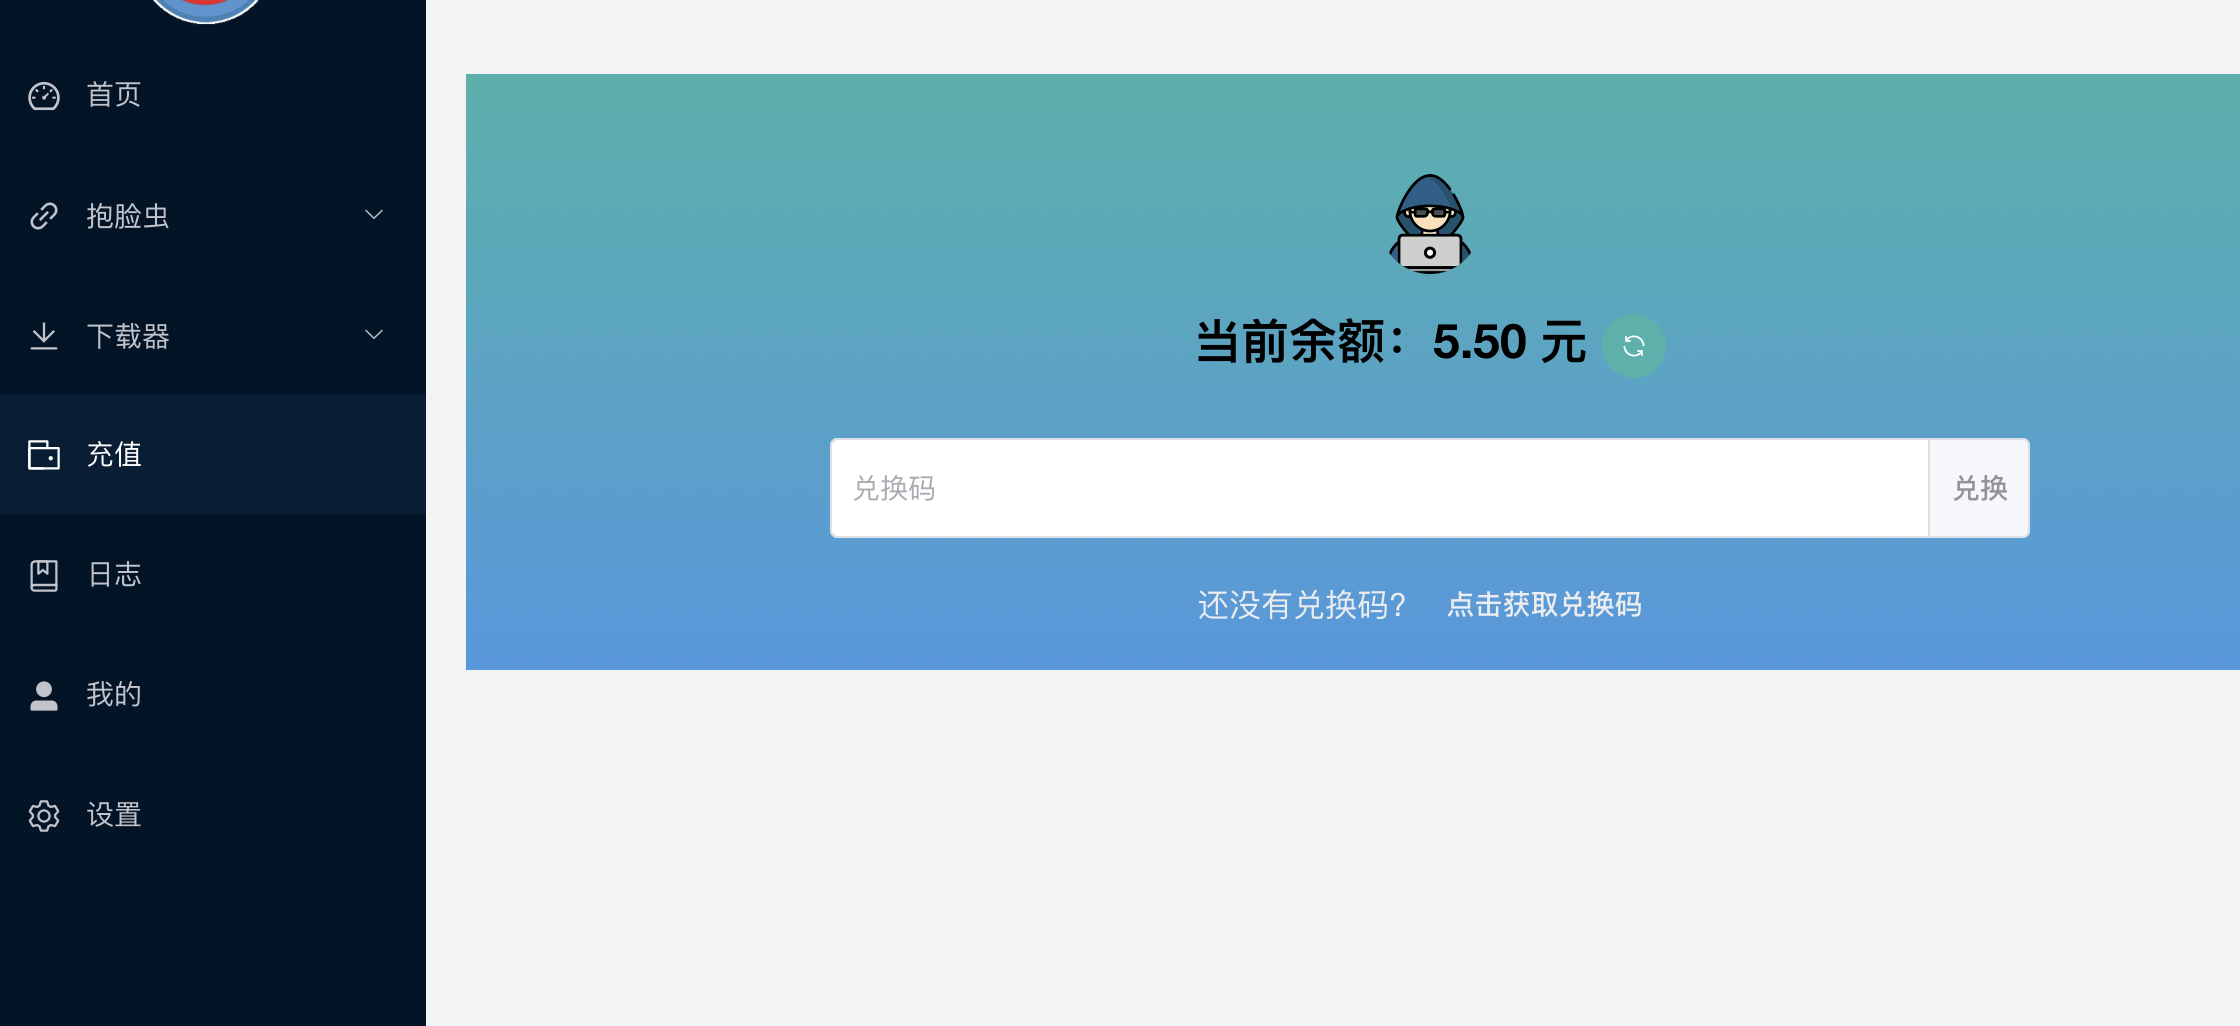 首页
抱脸虫
下载器
充值
日志
我的
设置
当前余额：5.50 元
兑换码
兑换
还没有兑换码?
点击获取兑换码